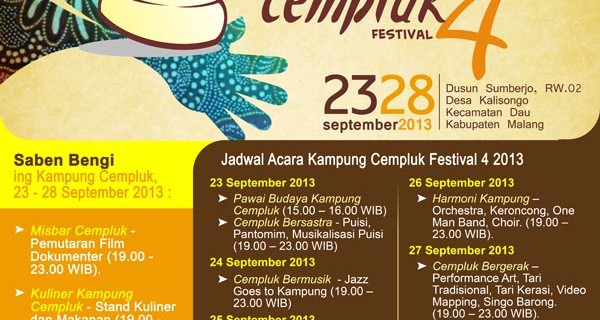 Cempluk
FESTIVAL 4
2328
september2013
Dusun Sumberjo, RW.02
Desa Kalisongo
Kecamatan Dau
Kabupaten Malang
Saben Bengi
ing Kampung Cempluk,
23 - 28 September 2013 :
➤ Misbar Cempluk -
Pemutaran Film
Dokumenter (19.00 -
23.00 WIB).
➤ Kuliner Kampung
Cempluk - Stand Kuliner
dan Makanan (19.00 -
Jadwal Acara Kampung Cempluk Festival 4 2013
23 September 2013
➤ Pawai Budaya Kampung
Cempluk (15.00 – 16.00 WIB)
➤ Cempluk Bersastra - Puisi,
Pantomim, Musikalisasi Puisi
(19.00 – 23.00 WIB)
24 September 2013
➤ Cempluk Bermusik - Jazz
Goes to Kampung (19.00 –
23.00 WIB)
25 September 2013
26 September 2013
➤ Harmoni Kampung –
Orchestra, Keroncong, One
Man Band, Choir. (19.00 –
23.00 WIB).
27 September 2013
➤ Cempluk Bergerak –
Performance Art, Tari
Tradisional, Tari Kerasi, Video
Mapping, Singo Barong.
(19.00 – 23.00 WIB)